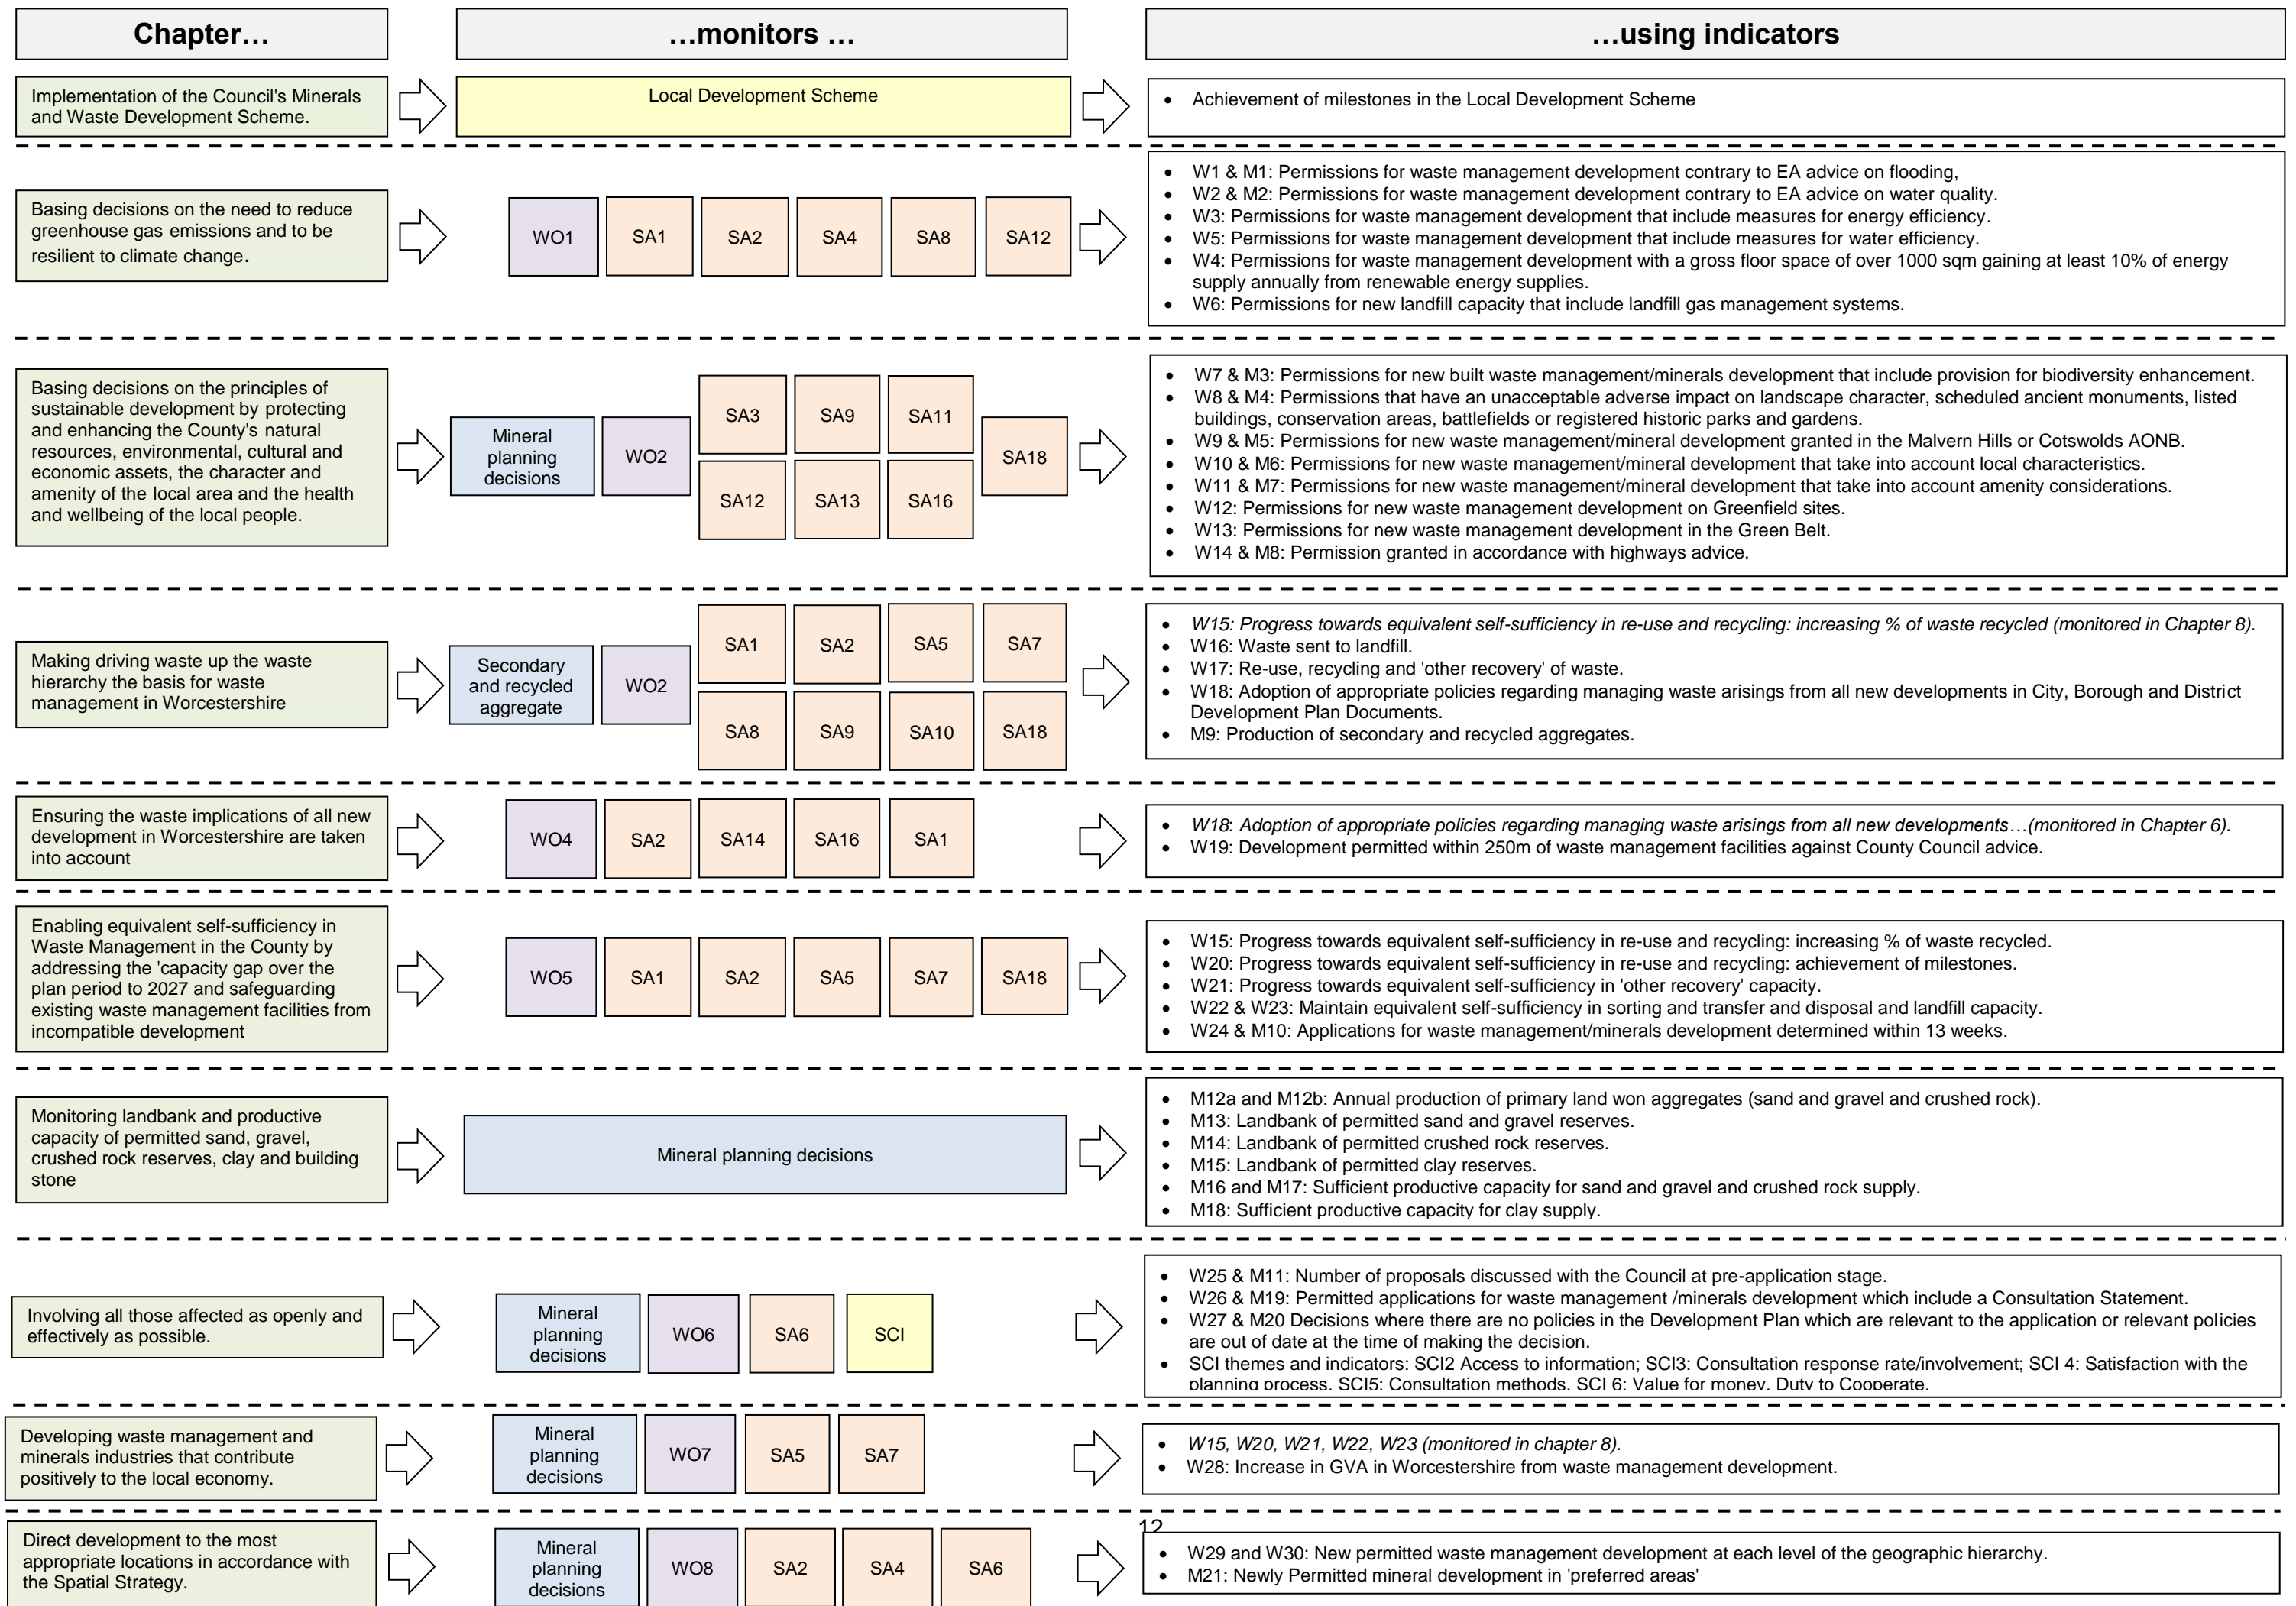 Chapter…
…monitors …
…using indicators
Implementation of the Council's Minerals
and Waste Development Scheme.
Local Development Scheme
• Achievement of milestones in the Local Development Scheme
Basing decisions on the need to reduce
greenhouse gas emissions and to be
resilient to climate change.
WO1
SA1
SA2
SA4
SA8
SA12
• W1 & M1: Permissions for waste management development contrary to EA advice on flooding,
• W2 & M2: Permissions for waste management development contrary to EA advice on water quality.
• W3: Permissions for waste management development that include measures for energy efficiency.
• W5: Permissions for waste management development that include measures for water efficiency.
• W4: Permissions for waste management development with a gross floor space of over 1000 sqm gaining at least 10% of energy
supply annually from renewable energy supplies.
• W6: Permissions for new landfill capacity that include landfill gas management systems.
Basing decisions on the principles of
sustainable development by protecting
and enhancing the County's natural
resources, environmental, cultural and
economic assets, the character and
amenity of the local area and the health
and wellbeing of the local people.
Mineral
planning
decisions
WO2
SA3
SA9
SA11
SA12
SA13
SA16
SA18
• W7 & M3: Permissions for new built waste management/minerals development that include provision for biodiversity enhancement.
• W8 & M4: Permissions that have an unacceptable adverse impact on landscape character, scheduled ancient monuments, listed
buildings, conservation areas, battlefields or registered historic parks and gardens.
• W9 & M5: Permissions for new waste management/mineral development granted in the Malvern Hills or Cotswolds AONB.
• W10 & M6: Permissions for new waste management/mineral development that take into account local characteristics.
• W11 & M7: Permissions for new waste management/mineral development that take into account amenity considerations.
• W12: Permissions for new waste management development on Greenfield sites.
• W13: Permissions for new waste management development in the Green Belt.
• W14 & M8: Permission granted in accordance with highways advice.
Making driving waste up the waste
hierarchy the basis for waste
management in Worcestershire
Secondary
and recycled
aggregate
WO2
SA1
SA2
SA5
SA7
SA8
SA9
SA10
SA18
• W15: Progress towards equivalent self-sufficiency in re-use and recycling: increasing % of waste recycled (monitored in Chapter 8).
• W16: Waste sent to landfill.
• W17: Re-use, recycling and 'other recovery' of waste.
• W18: Adoption of appropriate policies regarding managing waste arisings from all new developments in City, Borough and District
Development Plan Documents.
• M9: Production of secondary and recycled aggregates.
Ensuring the waste implications of all new
development in Worcestershire are taken
into account
WO4
SA2
SA14
SA16
SA1
• W18: Adoption of appropriate policies regarding managing waste arisings from all new developments…(monitored in Chapter 6).
• W19: Development permitted within 250m of waste management facilities against County Council advice.
Enabling equivalent self-sufficiency in
Waste Management in the County by
addressing the 'capacity gap over the
plan period to 2027 and safeguarding
existing waste management facilities from
incompatible development
WO5
SA1
SA2
SA5
SA7
SA18
• W15: Progress towards equivalent self-sufficiency in re-use and recycling: increasing % of waste recycled.
• W20: Progress towards equivalent self-sufficiency in re-use and recycling: achievement of milestones.
• W21: Progress towards equivalent self-sufficiency in 'other recovery' capacity.
• W22 & W23: Maintain equivalent self-sufficiency in sorting and transfer and disposal and landfill capacity.
• W24 & M10: Applications for waste management/minerals development determined within 13 weeks.
Monitoring landbank and productive
capacity of permitted sand, gravel,
crushed rock reserves, clay and building
stone
Mineral planning decisions
• M12a and M12b: Annual production of primary land won aggregates (sand and gravel and crushed rock).
• M13: Landbank of permitted sand and gravel reserves.
• M14: Landbank of permitted crushed rock reserves.
• M15: Landbank of permitted clay reserves.
• M16 and M17: Sufficient productive capacity for sand and gravel and crushed rock supply.
• M18: Sufficient productive capacity for clay supply.
Involving all those affected as openly and
effectively as possible.
Mineral
planning
decisions
WO6
SA6
SCI
• W25 & M11: Number of proposals discussed with the Council at pre-application stage.
• W26 & M19: Permitted applications for waste management /minerals development which include a Consultation Statement.
• W27 & M20 Decisions where there are no policies in the Development Plan which are relevant to the application or relevant policies
are out of date at the time of making the decision.
• SCI themes and indicators: SCI2 Access to information; SCI3: Consultation response rate/involvement; SCI 4: Satisfaction with the
planning process. SCI5: Consultation methods. SCI 6: Value for money. Duty to Cooperate.
Developing waste management and
minerals industries that contribute
positively to the local economy.
Mineral
planning
decisions
WO7
SA5
SA7
• W15, W20, W21, W22, W23 (monitored in chapter 8).
• W28: Increase in GVA in Worcestershire from waste management development.
12
Direct development to the most
appropriate locations in accordance with
the Spatial Strategy.
Mineral
planning
decisions
WO8
SA2
SA4
SA6
• W29 and W30: New permitted waste management development at each level of the geographic hierarchy.
• M21: Newly Permitted mineral development in 'preferred areas'